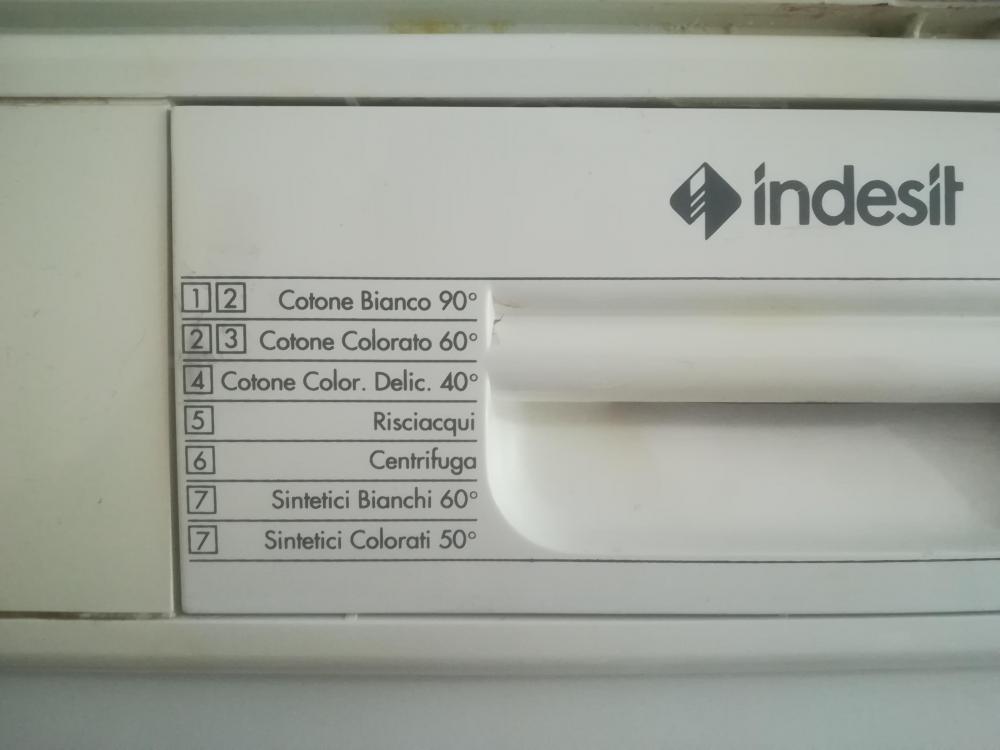 indesit
1 2 Cotone Bianco 90°
2 3 Cotone Colorato 60°
4 Cotone Color. Delic. 40°
5 Risciacqui
6 Centrifuga
7 Sintetici Bianchi 60°
7 Sintetici Colorati 50°